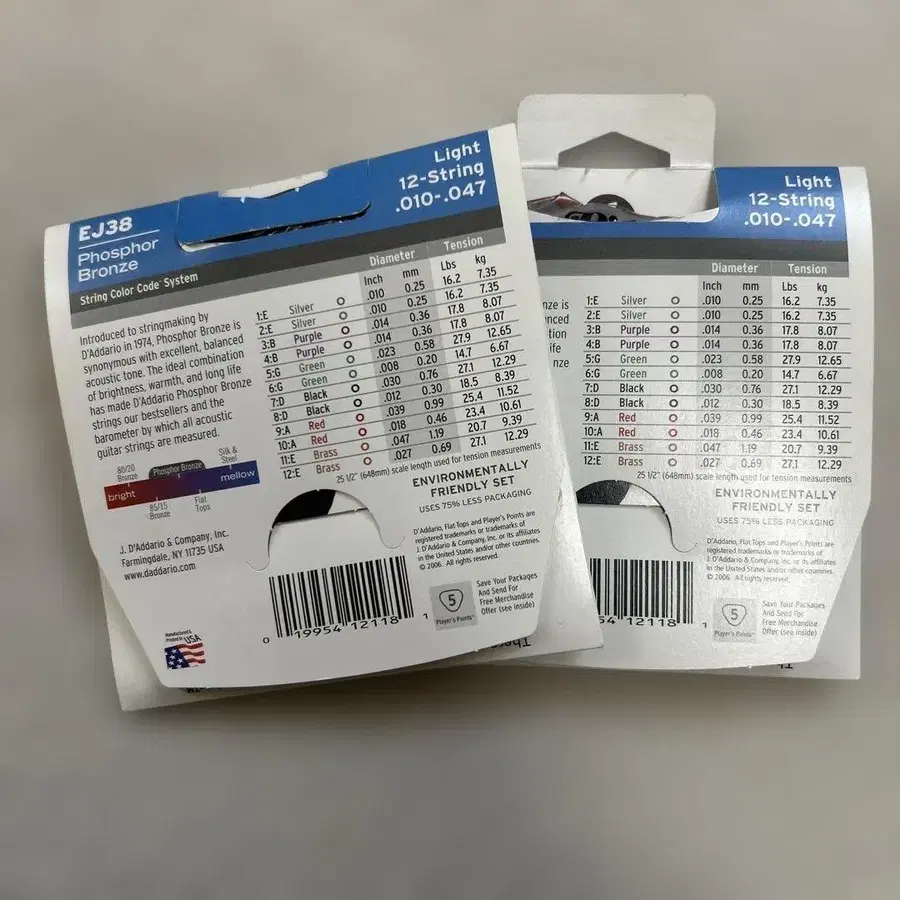 EJ38
Phosphor
Bronze
Light
12-String
.010-.047
String Color Code System
Diameter Tension
Inch mm Lbs kg
1:E Silver .010 0.25 16.2 7.35
2:E Silver .010 0.25 16.2 7.35
3:B Purple .014 0.36 17.8 8.07
4:B Purple .014 0.36 17.8 8.07
5:G Green .023 0.58 27.9 12.65
6:G Green .008 0.20 14.7 6.67
7:D Black .030 0.76 27.1 12.29
8:D Black .012 0.30 18.5 8.39
9:A Red .039 0.99 25.4 11.52
10:A Red .018 0.46 23.4 10.61
11:E Brass .047 1.19 20.7 9.39
12:E Brass .027 0.69 27.1 12.29
25 1/2" (648mm) scale length used for tension measurements
Introduced to stringmaking by
D'Addario in 1974, Phosphor Bronze is
synonymous with excellent, balanced
acoustic tone. The ideal combination
of brightness, warmth, and long life
has made D'Addario Phosphor Bronze
strings our bestsellers and the
barometer by which all acoustic
guitar strings are measured.
80/20
Bronze
Phosphor Bronze
Silk &
Steel
bright
mellow
85/15
Bronze
Flat
Tops
ENVIRONMENTALLY
FRIENDLY SET
USES 75% LESS PACKAGING
J. D'Addario & Company, Inc.
Farmingdale, NY 11735 USA
www.daddario.com
D'Addario, Flat Tops and Player's Points are
registered trademarks or trademarks of
J. D'Addario & Company, Inc. or its affiliates
in the United States and/or other countries.
© 2006. All rights reserved.
Manufactured &
Printed in
USA
0 19954 12118 1
5
Player's Points
Save Your Packages
And Send For
Free Merchandise
Offer (see inside)
Light
12-String
.010-.047
Diameter Tension
Inch mm Lbs kg
1:E Silver .010 0.25 16.2 7.35
2:E Silver .010 0.25 16.2 7.35
3:B Purple .014 0.36 17.8 8.07
4:B Purple .014 0.36 17.8 8.07
5:G Green .023 0.58 27.9 12.65
6:G Green .008 0.20 14.7 6.67
7:D Black .030 0.76 27.1 12.29
8:D Black .012 0.30 18.5 8.39
9:A Red .039 0.99 25.4 11.52
10:A Red .018 0.46 23.4 10.61
11:E Brass .047 1.19 20.7 9.39
12:E Brass .027 0.69 27.1 12.29
25 1/2" (648mm) scale length used for tension measurements
nze is
nced
tion
ife
nze
ENVIRONMENTALLY
FRIENDLY SET
USES 75% LESS PACKAGING
D'Addario, Flat Tops and Player's Points are
registered trademarks or trademarks of
J. D'Addario & Company, Inc. or its affiliates
in the United States and/or other countries.
© 2006. All rights reserved.
54 12118 1
5
Player's Points
Save Your Packages
And Send For
Free Merchandise
Offer (see inside)